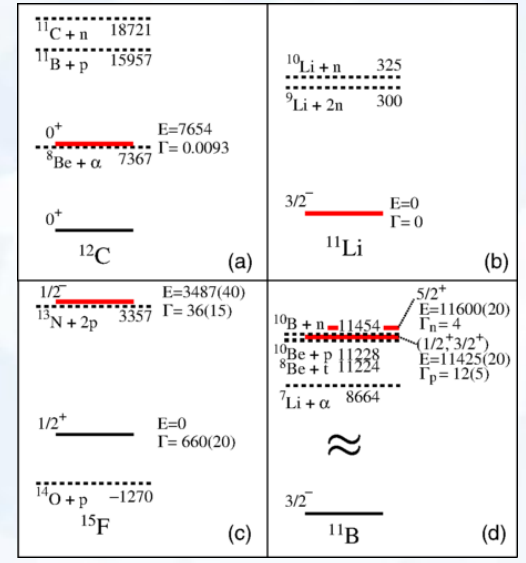 ¹¹C + n 18721
¹¹B + p 15957
0⁺ E=7654
⁸Be + α 7367 Γ= 0.0093
0⁺
¹²C (a)
¹⁰Li + n 325
⁹Li + 2n 300
3/2⁻ E=0
Γ= 0
¹¹Li (b)
1/2⁻ E=3487(40)
¹³N + 2p 3357 Γ= 36(15)
1/2⁺ E=0
Γ= 660(20)
¹⁴O + p −1270
¹⁵F (c)
5/2⁺
E=11600(20)
¹⁰B + n 11454 Γₙ= 4
(1/2⁺,3/2⁺)
¹⁰Be + p 11228 E=11425(20)
⁸Be + t 11224 Γₚ= 12(5)
⁷Li + α 8664
≈
3/2⁻
¹¹B (d)